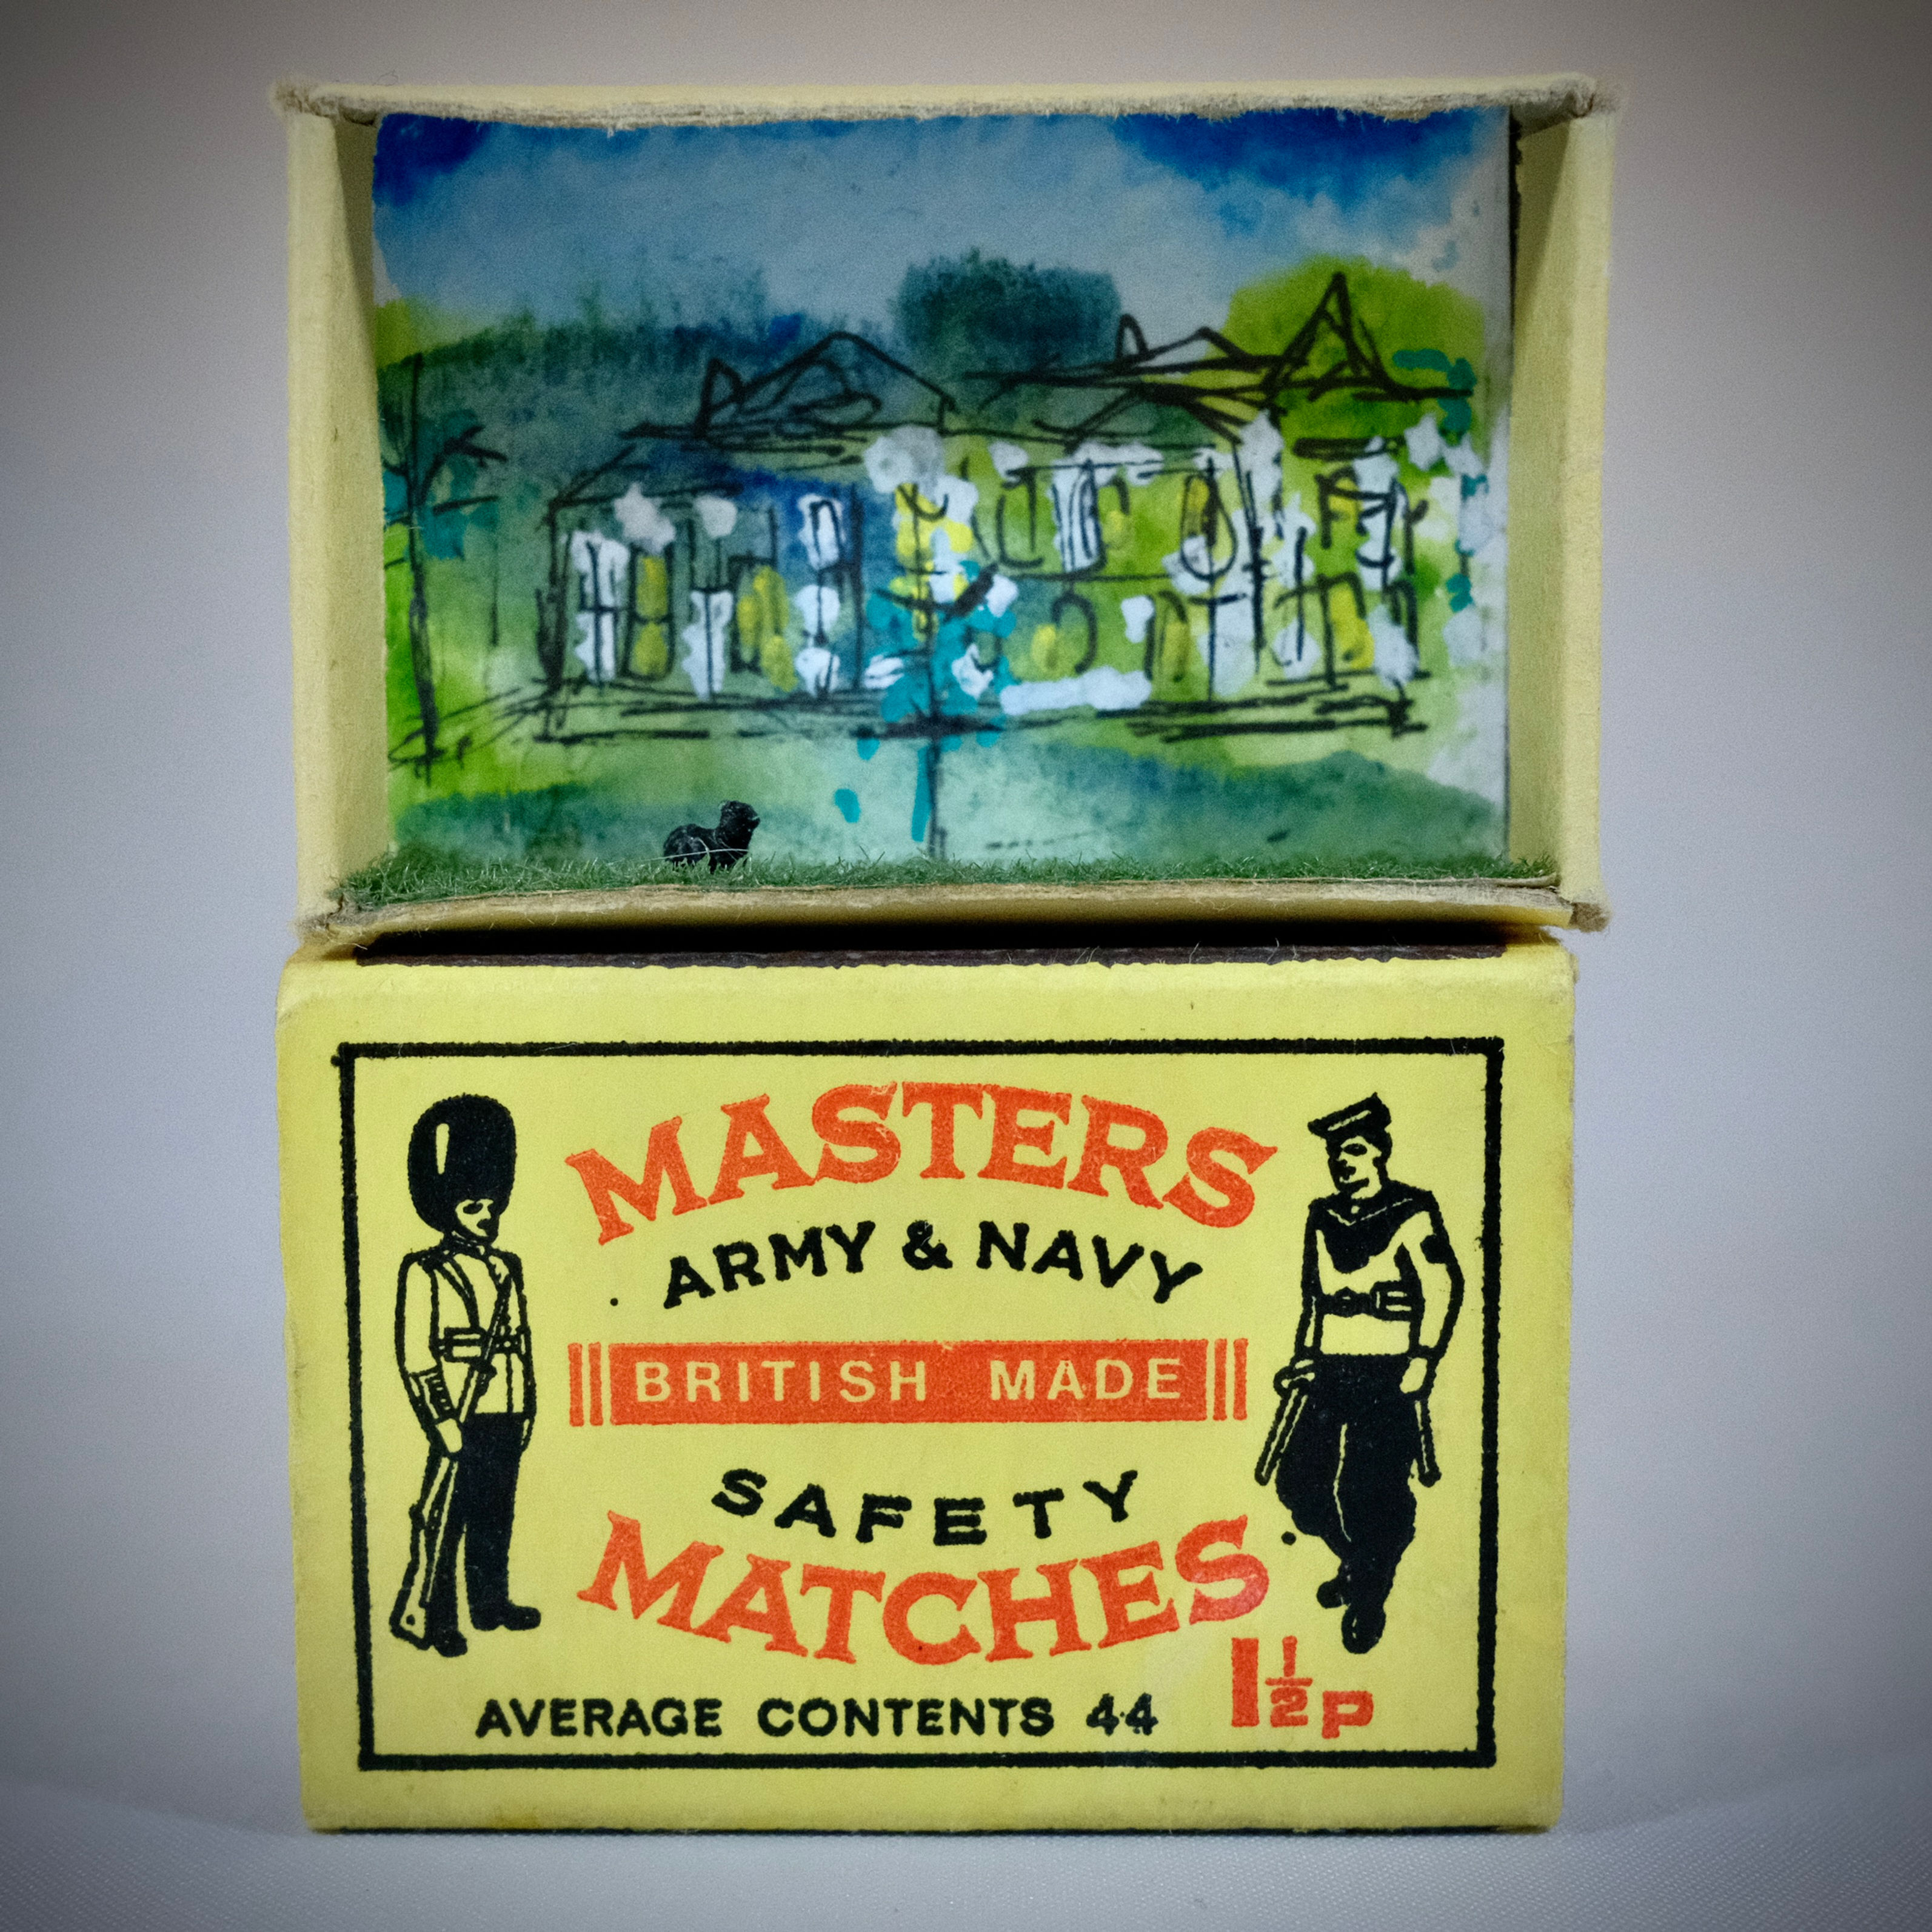 MASTERS
ARMY & NAVY
BRITISH MADE
SAFETY
MATCHES
AVERAGE CONTENTS 44
1½P